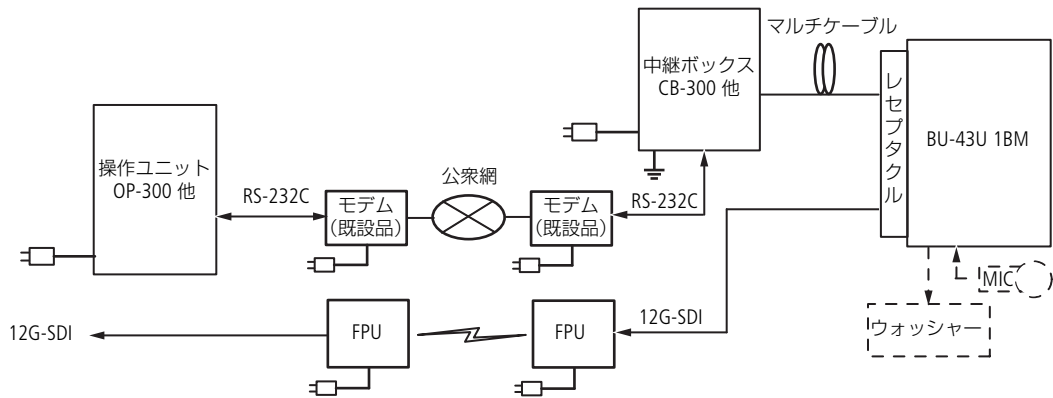 マルチケーブル
中継ボックス
CB-300 他
レセプタクル
BU-43U 1BM
操作ユニット
OP-300 他
公衆網
RS-232C
モデム
(既設品)
モデム
(既設品)
RS-232C
MIC
12G-SDI
FPU
FPU
12G-SDI
ウォッシャー